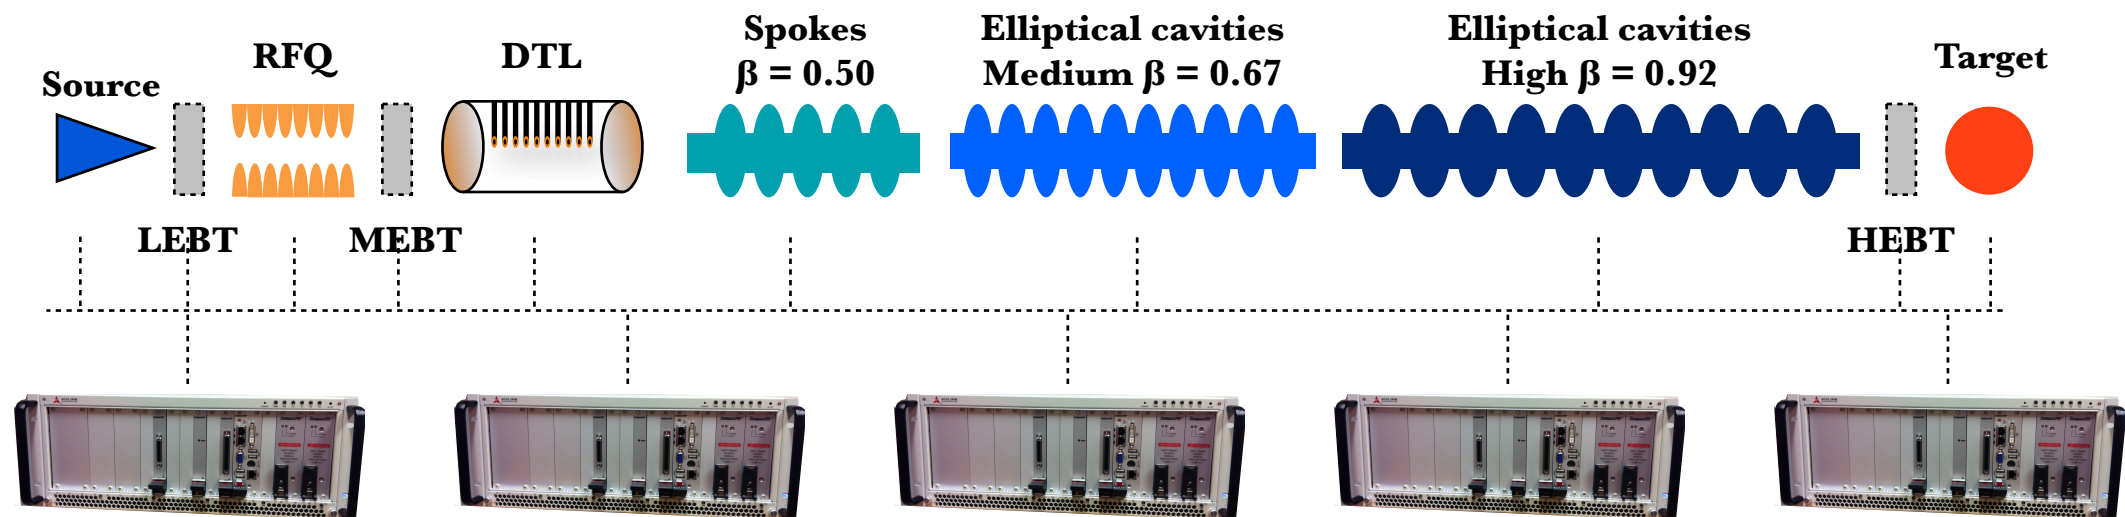 Source
RFQ
DTL
Spokes
β = 0.50
Elliptical cavities
Medium β = 0.67
Elliptical cavities
High β = 0.92
Target
LEBT
MEBT
HEBT